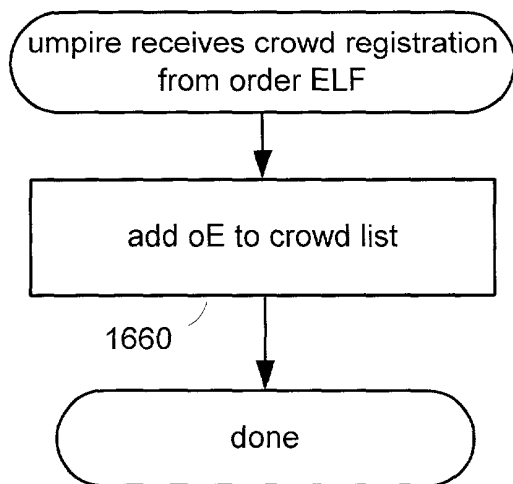 umpire receives crowd registration
from order ELF
add oE to crowd list
1660
done